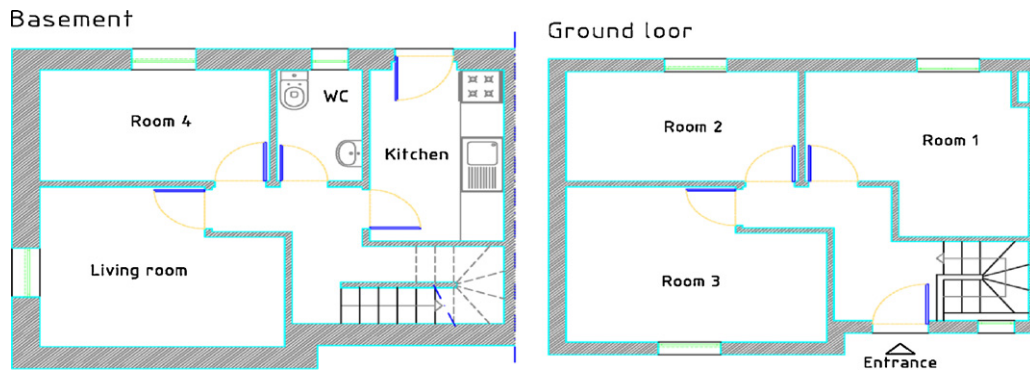 Basement
Room 4
WC
Kitchen
Living room
Ground loor
Room 2
Room 1
Room 3
Entrance